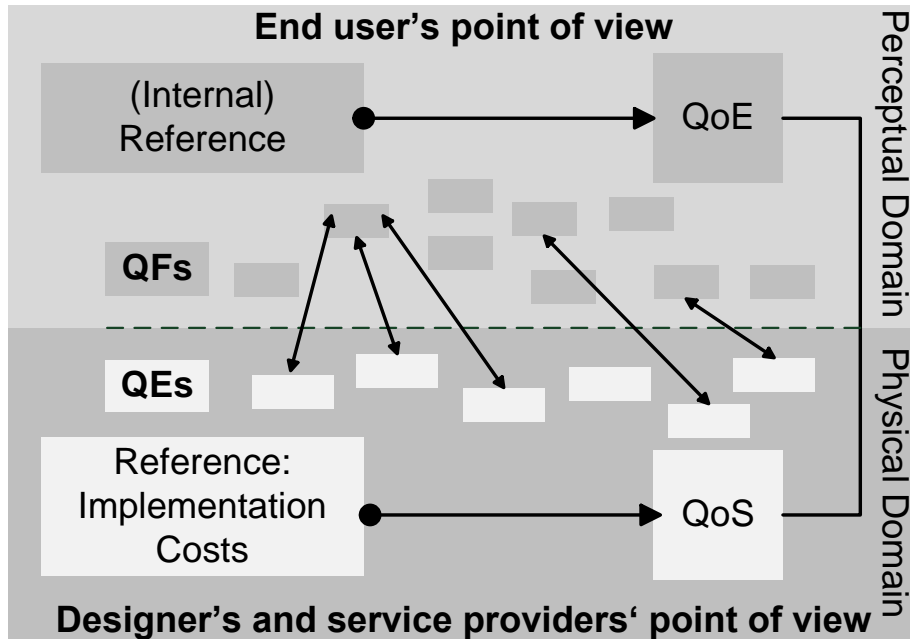 End user’s point of view
(Internal)
Reference
QoE
Perceptual Domain
QFs
QEs
Physical Domain
Reference:
Implementation
Costs
QoS
Designer’s and service providers‘ point of view